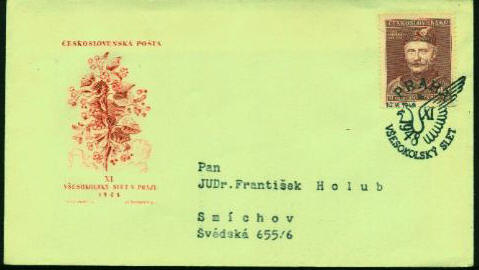 ČESKOSLOVENSKÁ POŠTA
ČESKOSLOVENSKO
PRAHA
XI
1948
VŠESOKOLSKÝ SLET
XI
VŠESOKOLSKÝ SLET V PRAZE
1948
Pan
JUDr.František Holub
Smíchov
Švédská 655/6